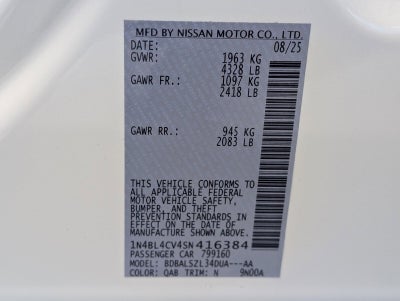 MFD BY NISSAN MOTOR CO., LTD.
DATE: 08/25
GVWR: 1963 KG
4328 LB
GAWR FR.: 1097 KG
2418 LB
GAWR RR.: 945 KG
2083 LB
THIS VEHICLE CONFORMS TO
ALL APPLICABLE FEDERAL
MOTOR VEHICLE SAFETY,
BUMPER, AND THEFT
PREVENTION STANDARDS IN
EFFECT ON THE DATE OF
MANUFACTURE SHOWN ABOVE.
1N4BL4CV4SN416384
PASSENGER CAR 799160
MODEL: BDBALSZL34DUA---AA
COLOR: QAB TRIM: N 9N00A